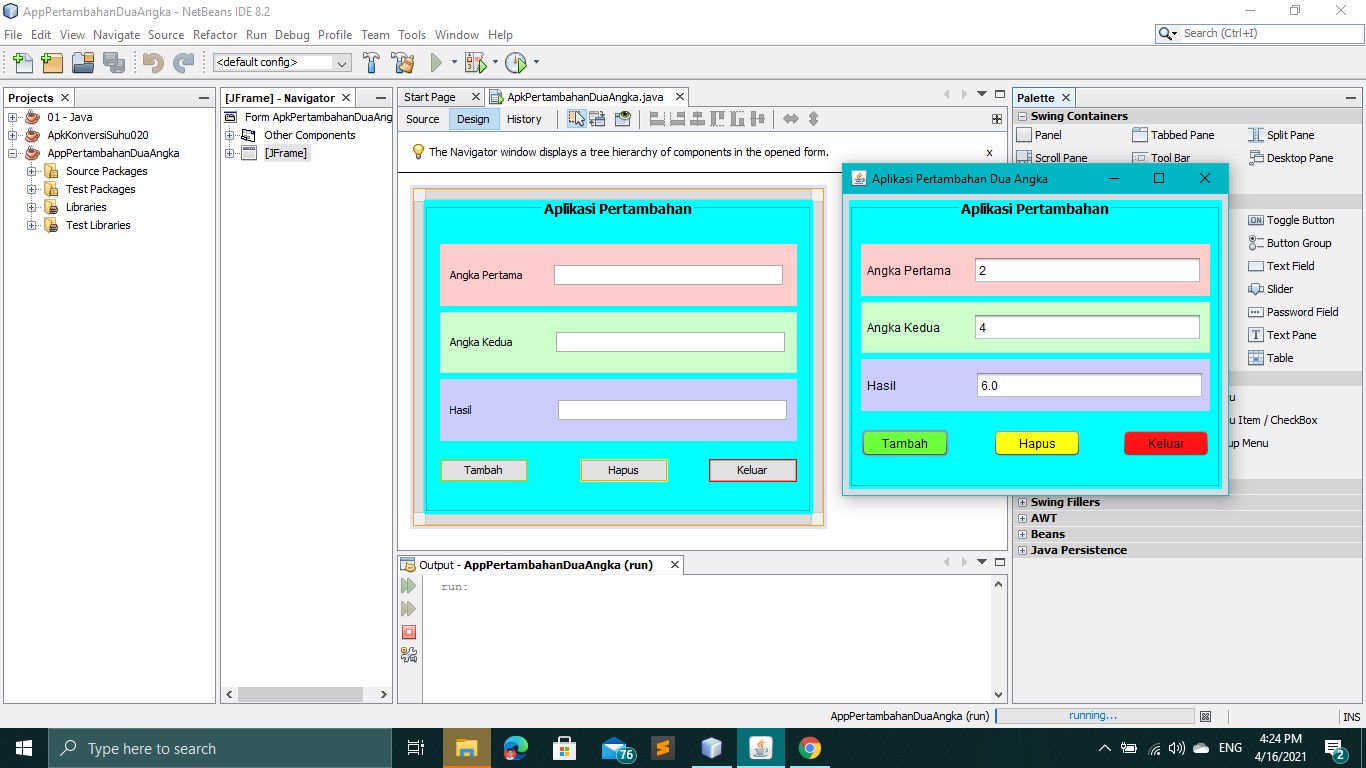 AppPertambahanDuaAngka - NetBeans IDE 8.2
File Edit View Navigate Source Refactor Run Debug Profile Team Tools Window Help
Search (Ctrl+I)
<default config>
Projects
01 - Java
ApkKonversiSuhu020
AppPertambahanDuaAngka
Source Packages
Test Packages
Libraries
Test Libraries
[JFrame] - Navigator
Form ApkPertambahanDuaAng
Other Components
[JFrame]
Start Page
ApkPertambahanDuaAngka.java
Source Design History
The Navigator window displays a tree hierarchy of components in the opened form.
x
Aplikasi Pertambahan
Angka Pertama
Angka Kedua
Hasil
Tambah Hapus Keluar
Palette
Swing Containers
Panel Tabbed Pane Split Pane
Scroll Pane Tool Bar Desktop Pane
Aplikasi Pertambahan Dua Angka
Aplikasi Pertambahan
Angka Pertama 2
Angka Kedua 4
Hasil 6.0
Tambah Hapus Keluar
ON Toggle Button
Button Group
Text Field
Slider
Password Field
T Text Pane
Table
u
u Item / CheckBox
up Menu
Swing Fillers
AWT
Beans
Java Persistence
Output - AppPertambahanDuaAngka (run)
run:
AppPertambahanDuaAngka (run)
running...
INS
Type here to search
76
ENG
4:24 PM
4/16/2021
2